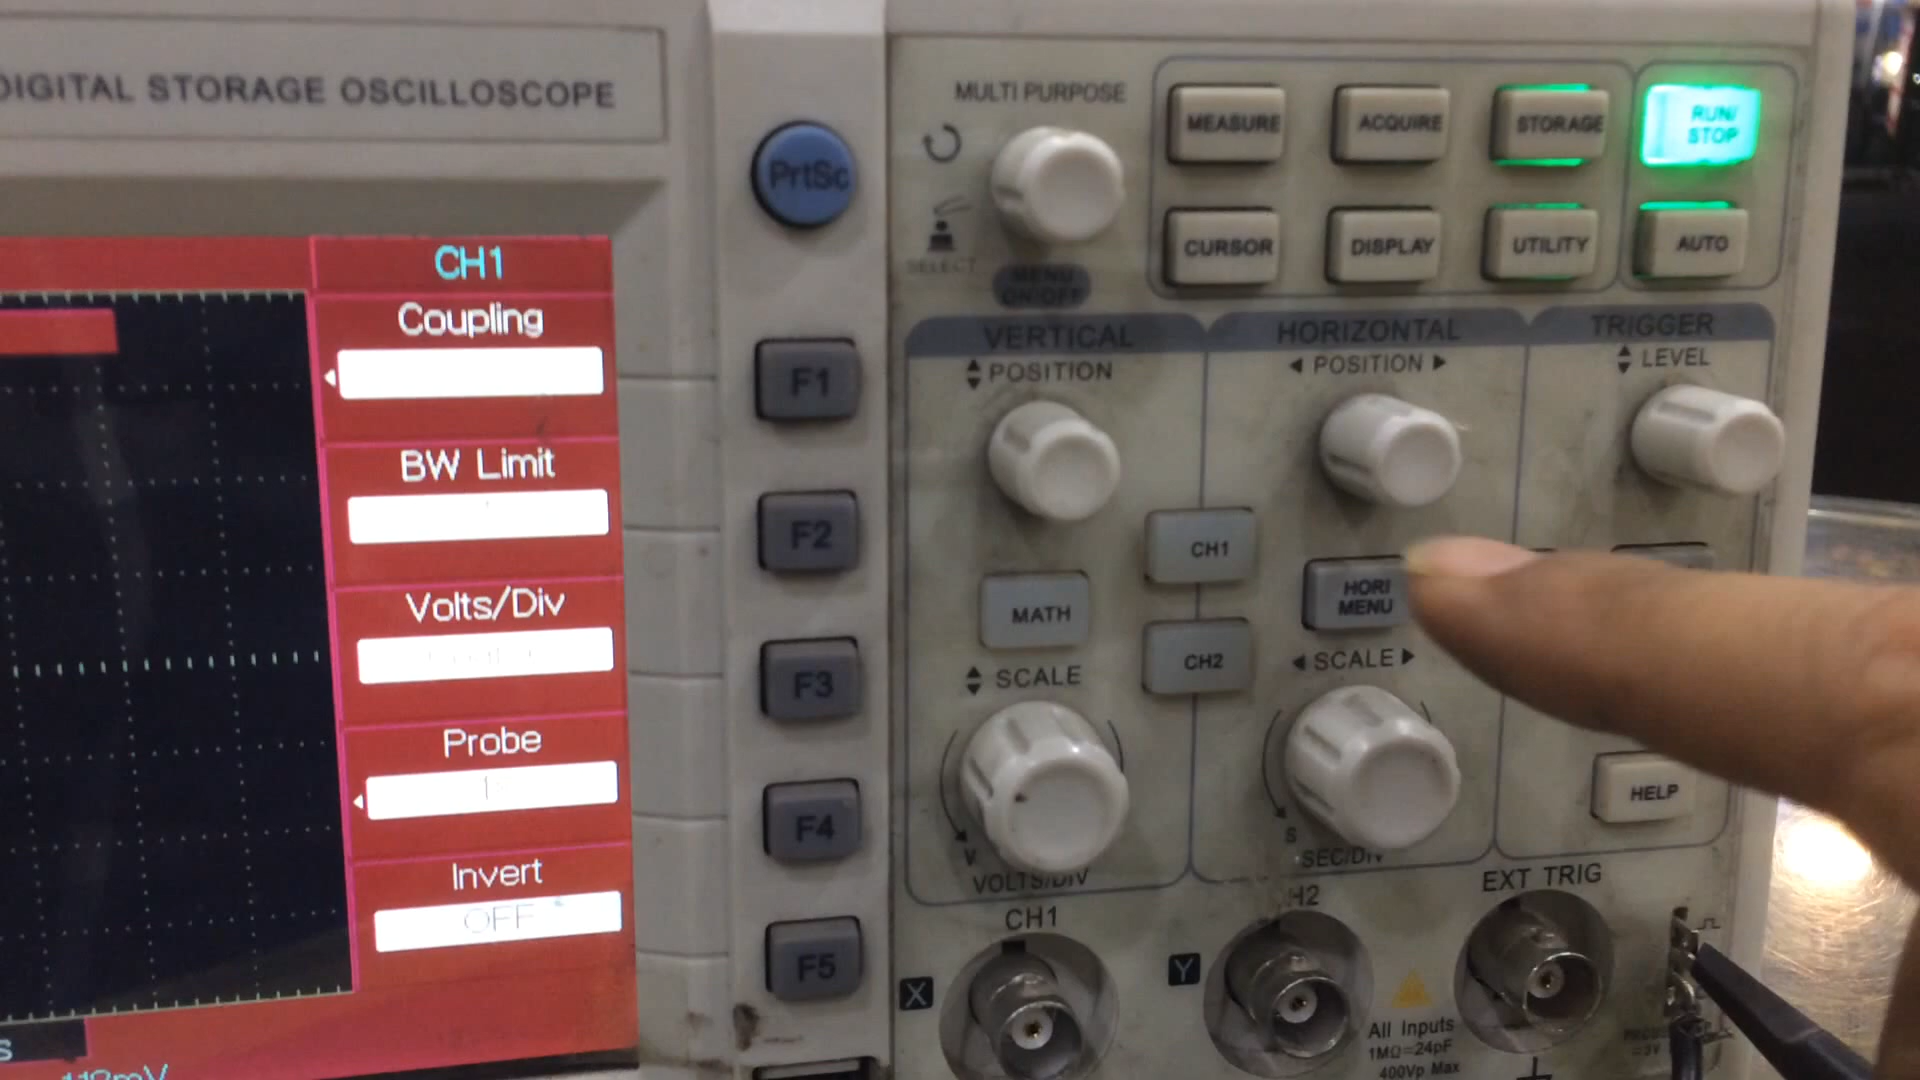 DIGITAL STORAGE OSCILLOSCOPE
PrtSc
CH1
Coupling
BW Limit
Volts/Div
Probe
Invert
OFF
F1
F2
F3
F4
F5
MULTI PURPOSE
SELECT
MENU
ON/OFF
MEASURE
ACQUIRE
STORAGE
RUN/
STOP
CURSOR
DISPLAY
UTILITY
AUTO
VERTICAL
POSITION
MATH
CH1
CH2
SCALE
V
VOLTS/DIV
HORIZONTAL
POSITION
HORI
MENU
SCALE
S
SEC/DIV
TRIGGER
LEVEL
HELP
CH1
X
H2
Y
EXT TRIG
All Inputs
1MΩ=24pF
400Vp Max
≈3V
s
118mV